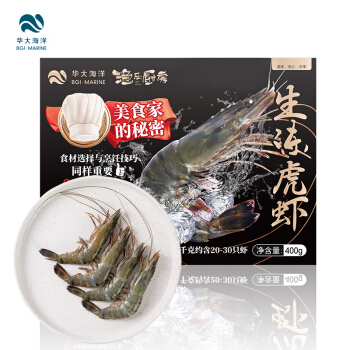 华大海洋
BGI·MARINE
华大海洋
BGI·MARINE
美食家
的秘密
食材选择与烹饪技巧
同样重要
生冻虎虾
千克约含20-30只虾
净含量: 400g